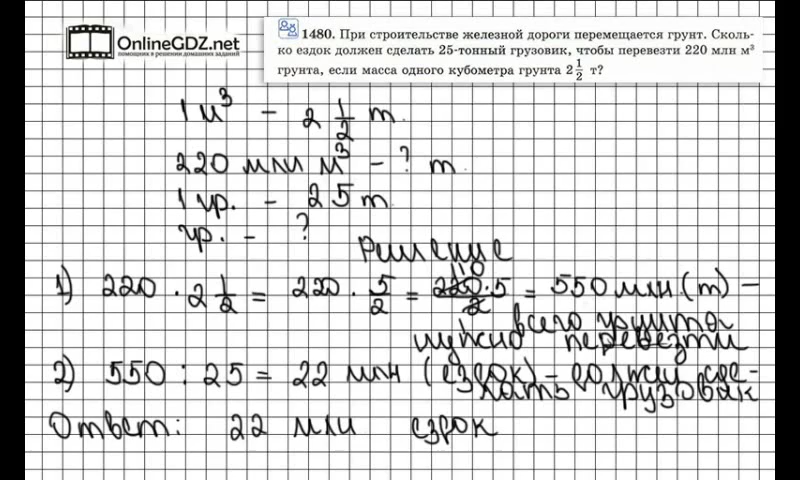 OnlineGDZ.net
помощник в решении домашних заданий
1480. При строительстве железной дороги перемещается грунт. Сколь-
ко ездок должен сделать 25-тонный грузовик, чтобы перевезти 220 млн м³
грунта, если масса одного кубометра грунта 2 1/2 т?
1 м³ - 2 1/2 т.
220 млн м³ - ? т.
1 гр. - 25 т
гр. - ?
Решение
1) 220 · 2 1/2 = 220 · 5/2 = 110 220·5/2 = 550 млн (т) -
всего грунта
нужно перевезти
2) 550 : 25 = 22 млн (ездок) - должен сде-
лать грузовик
Ответ: 22 млн ездок